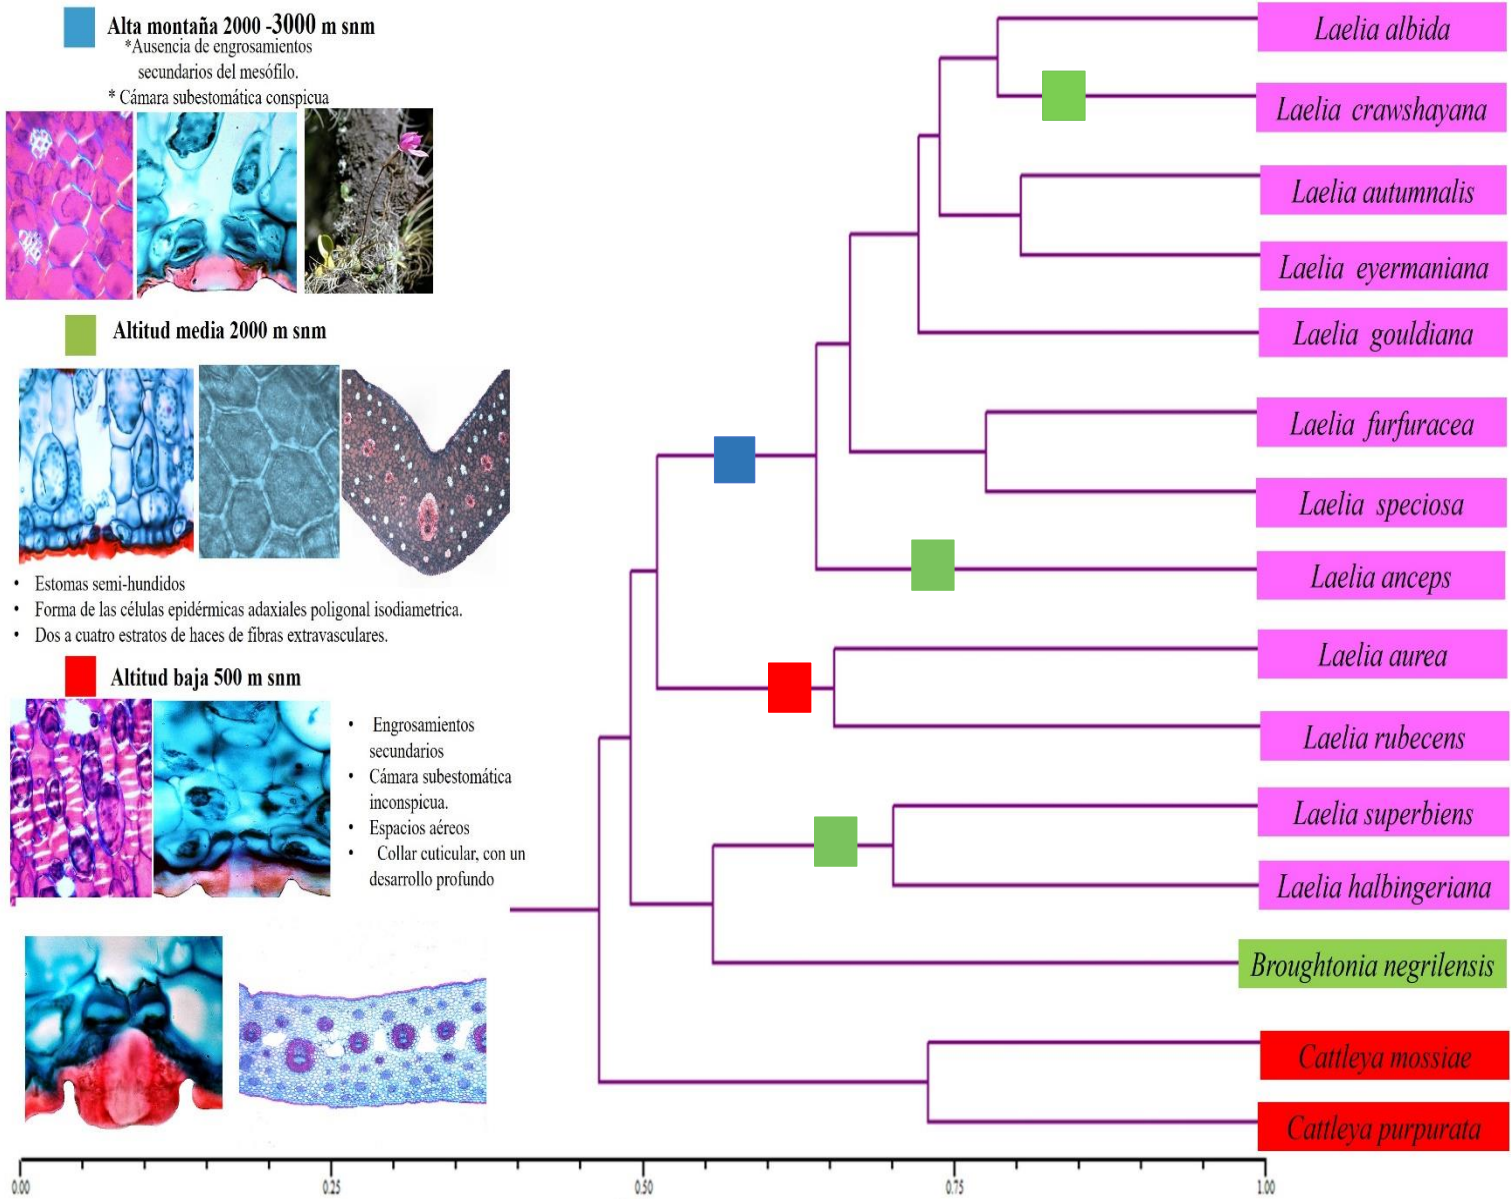 Alta montaña 2000 -3000 m snm
*Ausencia de engrosamientos
secundarios del mesófilo.
* Cámara subestomática conspicua
Altitud media 2000 m snm
• Estomas semi-hundidos
• Forma de las células epidérmicas adaxiales poligonal isodiametrica.
• Dos a cuatro estratos de haces de fibras extravasculares.
Altitud baja 500 m snm
• Engrosamientos
secundarios
• Cámara subestomática
inconspicua.
• Espacios aéreos
• Collar cuticular, con un
desarrollo profundo
Laelia albida
Laelia crawshayana
Laelia autumnalis
Laelia eyermaniana
Laelia gouldiana
Laelia furfuracea
Laelia speciosa
Laelia anceps
Laelia aurea
Laelia rubecens
Laelia superbiens
Laelia halbingeriana
Broughtonia negrilensis
Cattleya mossiae
Cattleya purpurata
0.00 0.25 0.50 0.75 1.00